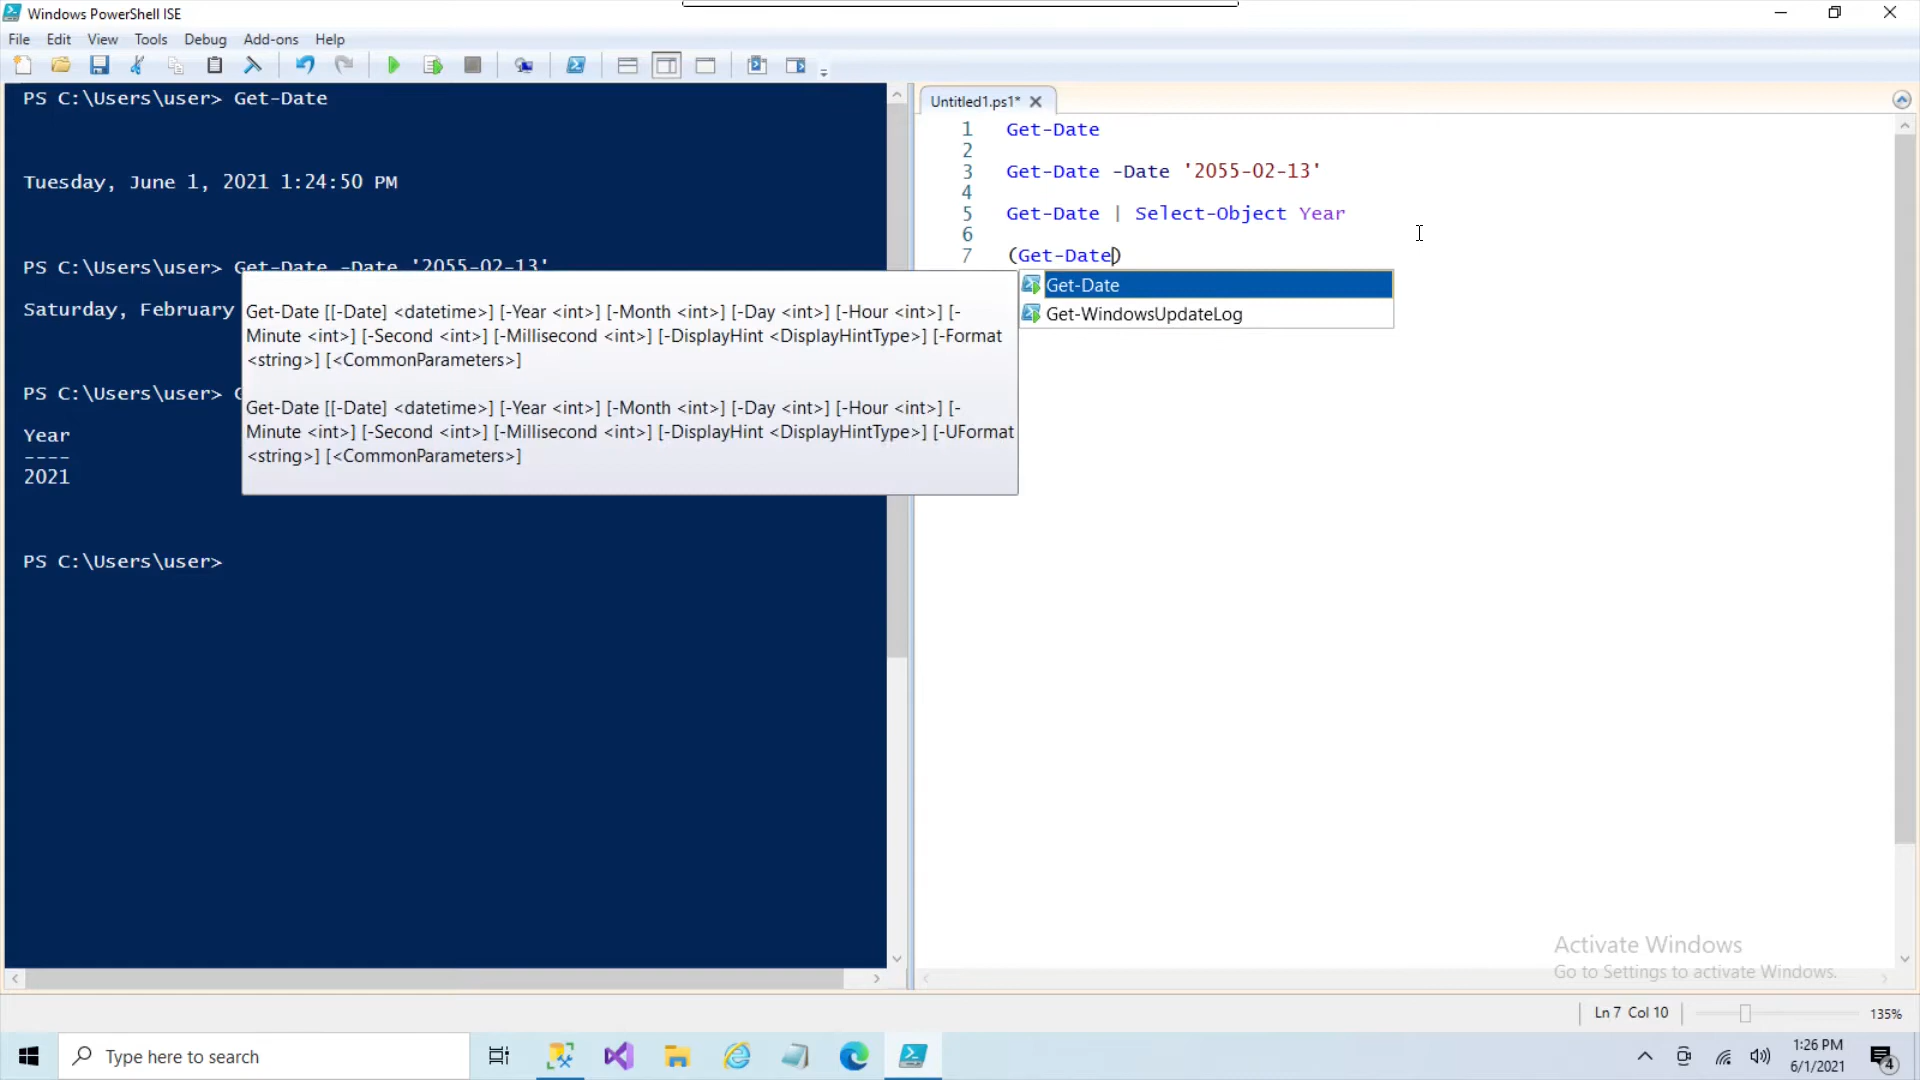 Windows PowerShell ISE
File Edit View Tools Debug Add-ons Help
PS C:\Users\user> Get-Date
Tuesday, June 1, 2021 1:24:50 PM
PS C:\Users\user> Get-Date -Date '2055-02-13'
Saturday, February
PS C:\Users\user>
Year
----
2021
PS C:\Users\user>
Get-Date [[-Date] <datetime>] [-Year <int>] [-Month <int>] [-Day <int>] [-Hour <int>] [-
Minute <int>] [-Second <int>] [-Millisecond <int>] [-DisplayHint <DisplayHintType>] [-Format
<string>] [<CommonParameters>]
Get-Date [[-Date] <datetime>] [-Year <int>] [-Month <int>] [-Day <int>] [-Hour <int>] [-
Minute <int>] [-Second <int>] [-Millisecond <int>] [-DisplayHint <DisplayHintType>] [-UFormat
<string>] [<CommonParameters>]
Untitled1.ps1*
1 Get-Date
2
3 Get-Date -Date '2055-02-13'
4
5 Get-Date | Select-Object Year
6
7 (Get-Date)
Get-Date
Get-WindowsUpdateLog
Activate Windows
Go to Settings to activate Windows.
Ln 7 Col 10
135%
Type here to search
1:26 PM
6/1/2021
4